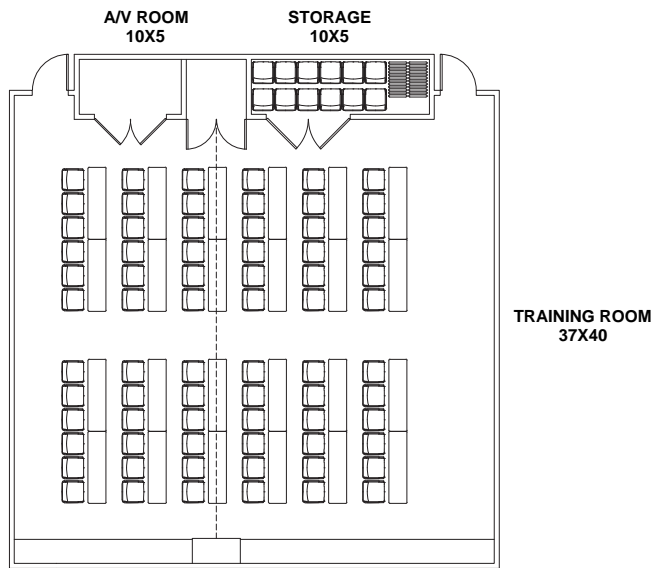 A/V ROOM
10X5
STORAGE
10X5
TRAINING ROOM
37X40